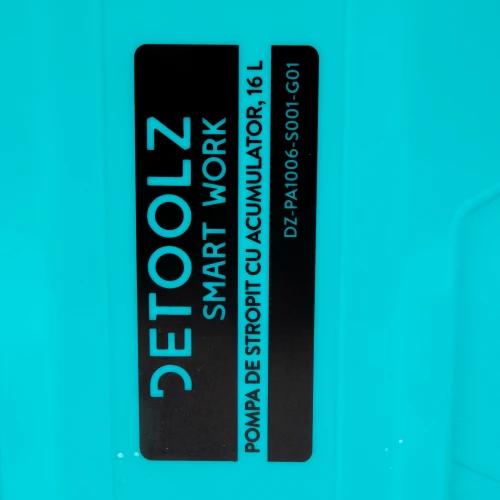 DETOOLZ
SMART WORK
POMPA DE STROPIT CU ACUMULATOR, 16 L
DZ-PA1006-S001-G01